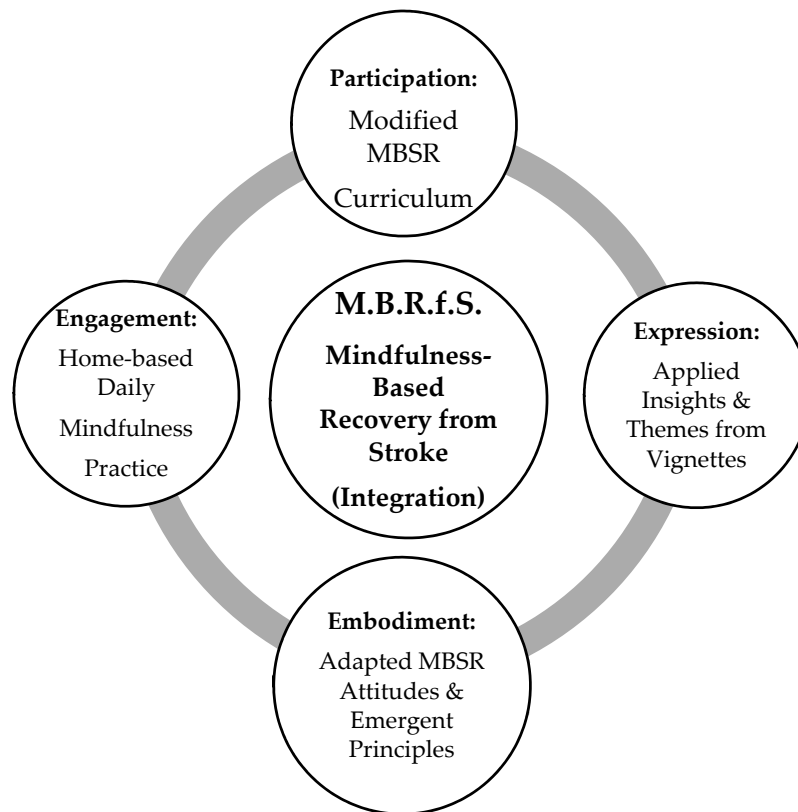 Participation:
Modified
MBSR
Curriculum
M.B.R.f.S.
Mindfulness-
Based
Recovery from
Stroke
(Integration)
Engagement:
Home-based
Daily
Mindfulness
Practice
Expression:
Applied
Insights &
Themes from
Vignettes
Embodiment:
Adapted MBSR
Attitudes &
Emergent
Principles